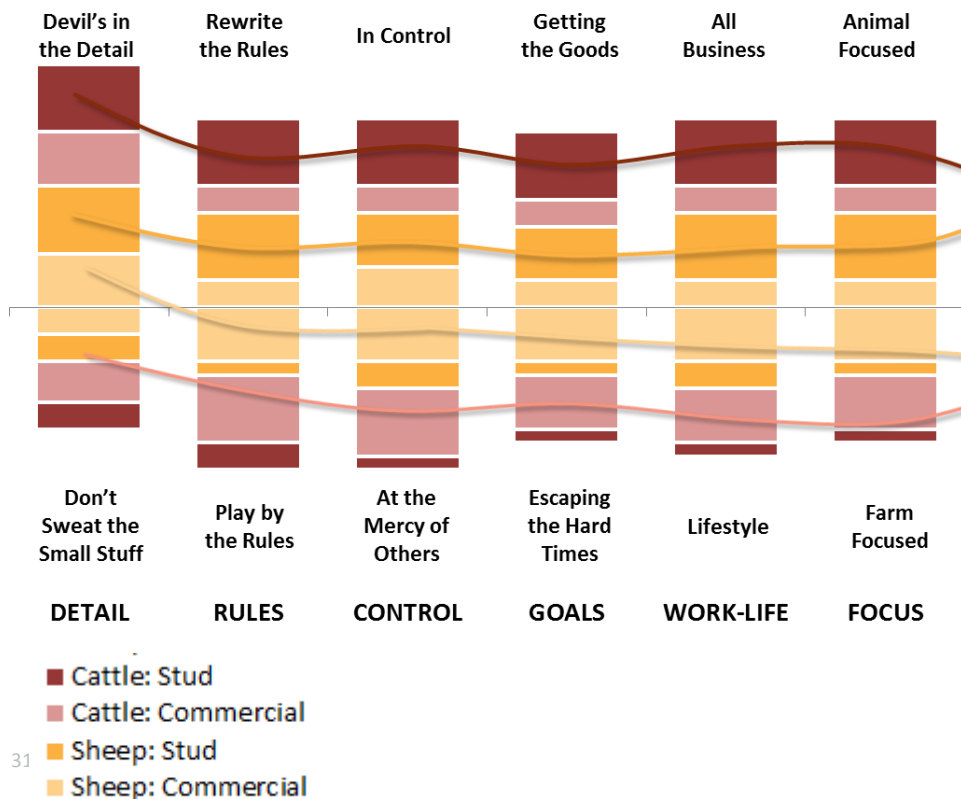 Devil's in
the Detail
Rewrite
the Rules
In Control
Getting
the Goods
All
Business
Animal
Focused
Don't
Sweat the
Small Stuff
Play by
the Rules
At the
Mercy of
Others
Escaping
the Hard
Times
Lifestyle
Farm
Focused
DETAIL
RULES
CONTROL
GOALS
WORK-LIFE
FOCUS
Cattle: Stud
Cattle: Commercial
Sheep: Stud
31
Sheep: Commercial